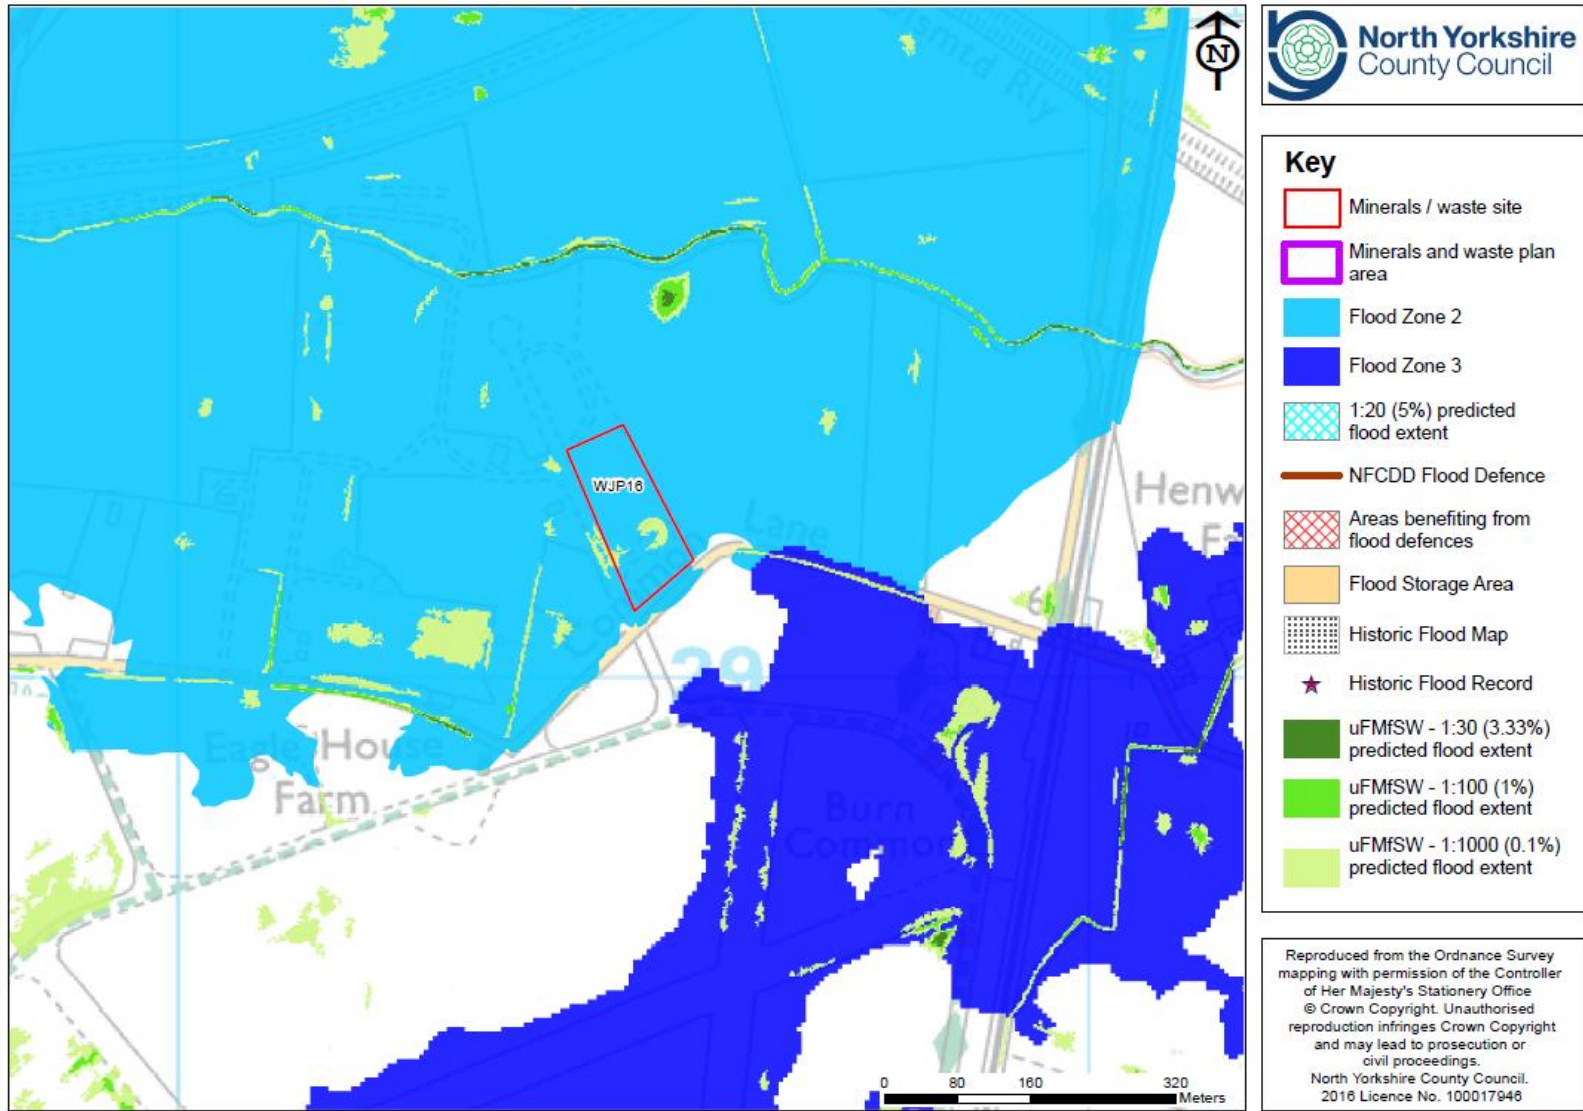 Dismtd Rly
N
WJP16
Common Lane
Henw
Fa
29
Eagle House
Farm
Burn
Common
0 80 160 320
Meters
North Yorkshire
County Council
Key
Minerals / waste site
Minerals and waste plan
area
Flood Zone 2
Flood Zone 3
1:20 (5%) predicted
flood extent
NFCDD Flood Defence
Areas benefiting from
flood defences
Flood Storage Area
Historic Flood Map
Historic Flood Record
uFMfSW - 1:30 (3.33%)
predicted flood extent
uFMfSW - 1:100 (1%)
predicted flood extent
uFMfSW - 1:1000 (0.1%)
predicted flood extent
Reproduced from the Ordnance Survey
mapping with permission of the Controller
of Her Majesty's Stationery Office
© Crown Copyright. Unauthorised
reproduction infringes Crown Copyright
and may lead to prosecution or
civil proceedings.
North Yorkshire County Council.
2016 Licence No. 100017946